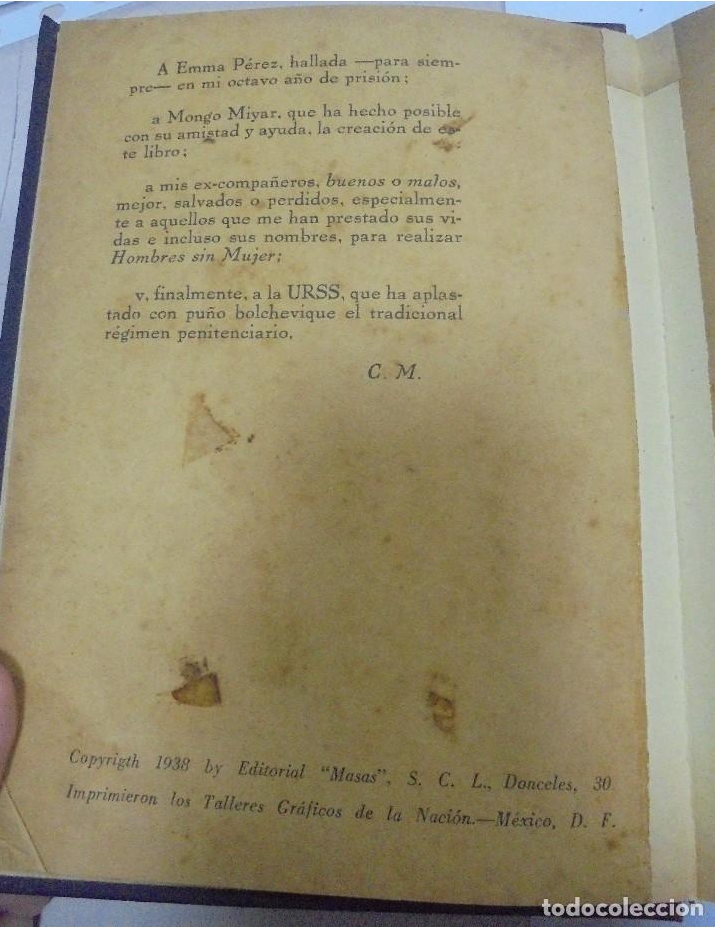 A Emma Pérez, hallada —para siem-
pre— en mi octavo año de prisión;
a Mongo Miyar, que ha hecho posible
con su amistad y ayuda, la creación de es-
te libro;
a mis ex-compañeros, buenos o malos,
mejor, salvados o perdidos, especialmen-
te a aquellos que me han prestado sus vi-
das e incluso sus nombres, para realizar
Hombres sin Mujer;
y, finalmente, a la URSS, que ha aplas-
tado con puño bolchevique el tradicional
régimen penitenciario.
C. M.
Copyrigth 1938 by Editorial "Masas", S. C. L., Donceles, 30
Imprimieron los Talleres Gráficos de la Nación.—México, D. F.
todocoleccion